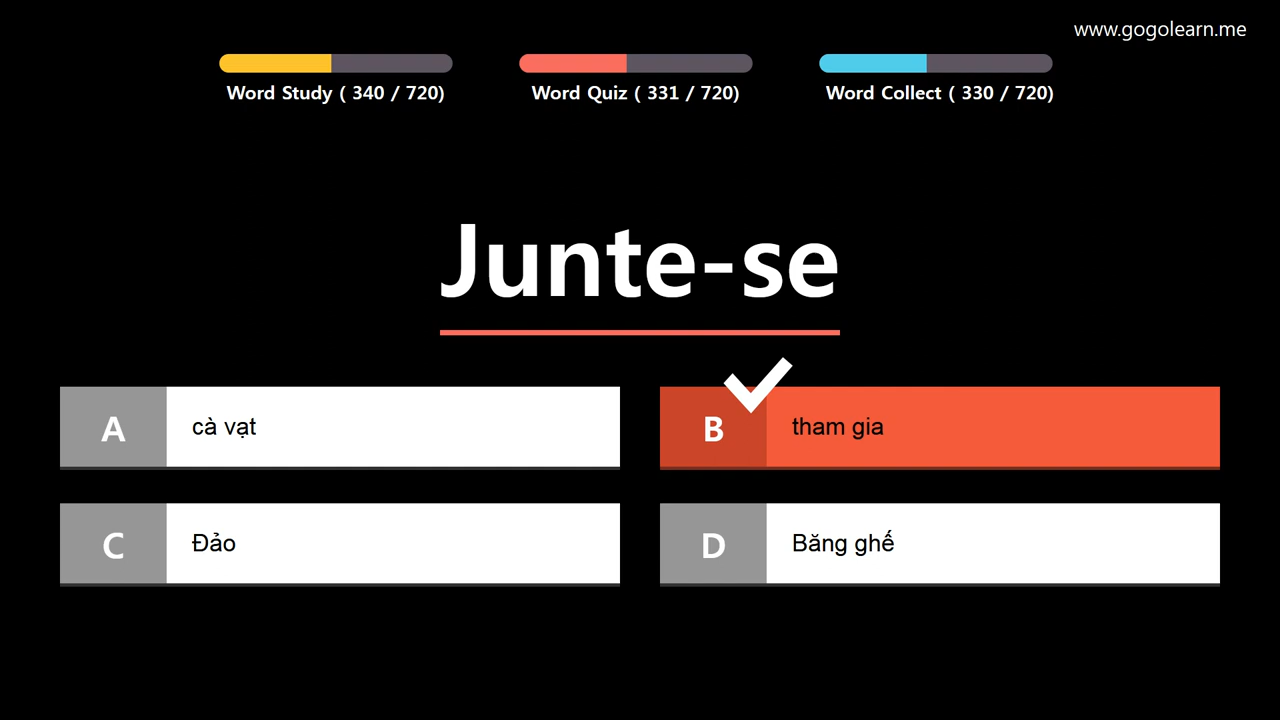 www.gogolearn.me
Word Study ( 340 / 720)
Word Quiz ( 331 / 720)
Word Collect ( 330 / 720)
Junte-se
A
cà vạt
B
tham gia
C
Đảo
D
Băng ghế